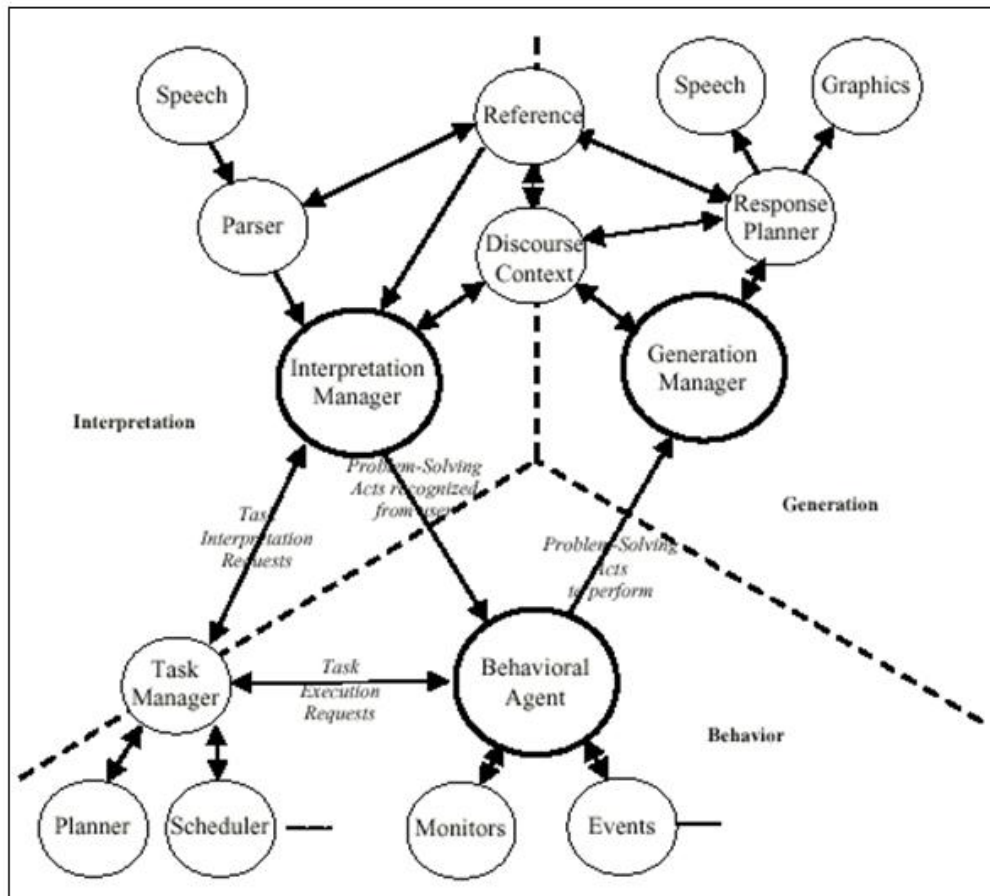 Speech
Reference
Speech
Graphics
Parser
Response
Planner
Discourse
Context
Interpretation
Manager
Generation
Manager
Interpretation
Generation
Problem-Solving
Acts recognized
from user
Task
Interpretation
Requests
Problem-Solving
Acts
to perform
Task
Manager
Task
Execution
Requests
Behavioral
Agent
Behavior
Planner
Scheduler
Monitors
Events